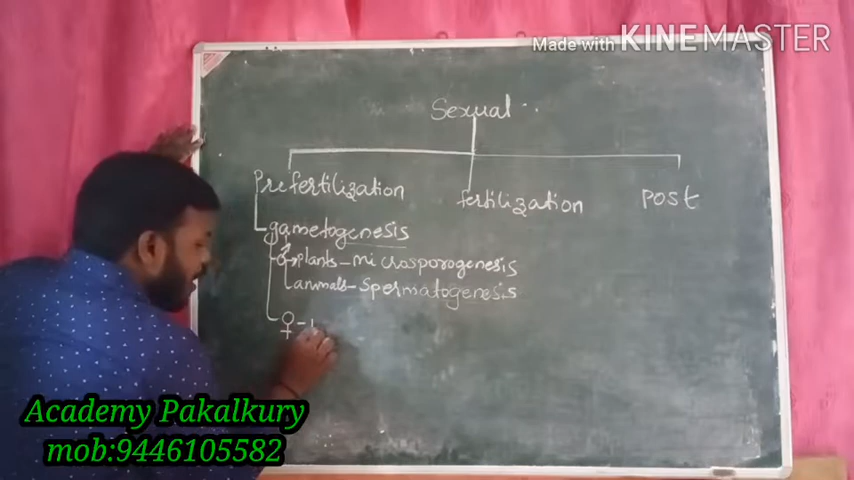 Made with KINEMASTER
Sexual
Prefertilization
fertilization
Post
gametogenesis
♂ plants - microsporogenesis
animals - spermatogenesis
♀ -
Academy Pakalkury
mob:9446105582